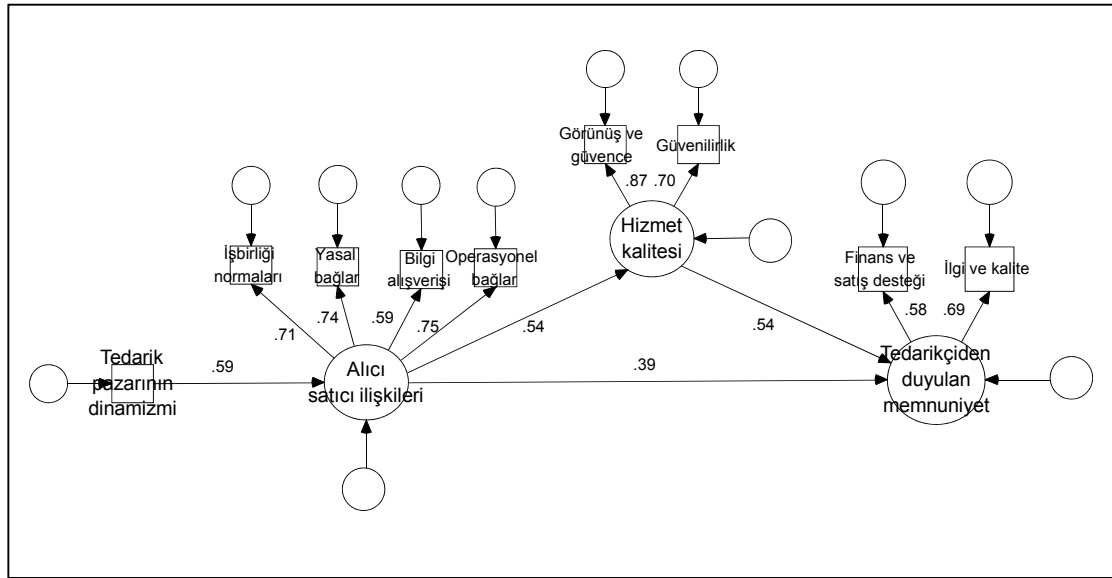 Görünüş ve
güvence
Güvenilirlik
.87
.70
Hizmet
kalitesi
İşbirliği
normaları
Yasal
bağlar
Bilgi
alışverişi
Operasyonel
bağlar
Finans ve
satış desteği
İlgi ve kalite
.71
.74
.59
.75
.54
.54
.58
.69
Tedarik
pazarının
dinamizmi
.59
Alıcı
satıcı ilişkileri
.39
Tedarikçiden
duyulan
memnuniyet